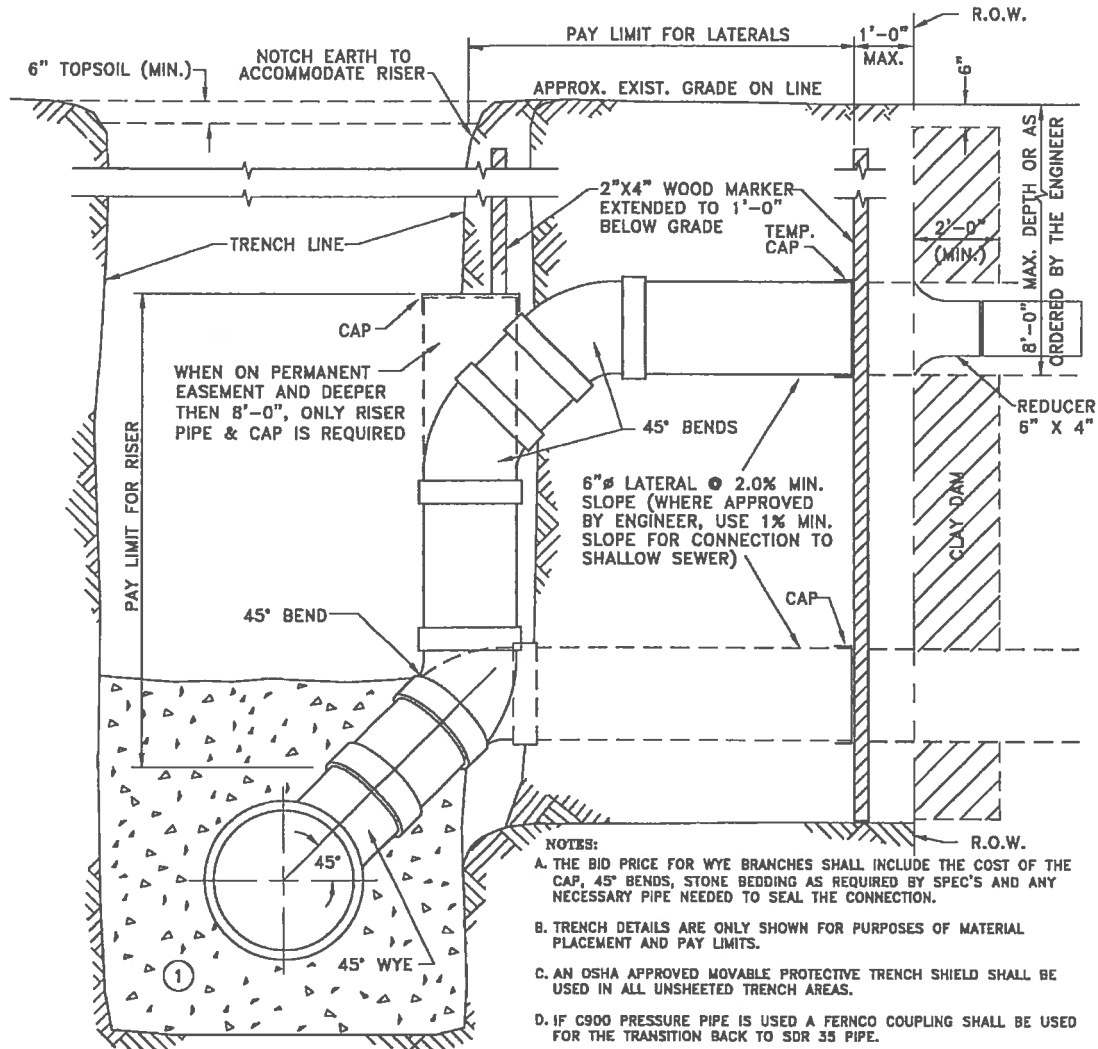 R.O.W.
PAY LIMIT FOR LATERALS
1'-0"
MAX.
6" TOPSOIL (MIN.)
NOTCH EARTH TO
ACCOMMODATE RISER
APPROX. EXIST. GRADE ON LINE
6"
8'-0" MAX. DEPTH OR AS
ORDERED BY THE ENGINEER
2"X4" WOOD MARKER
EXTENDED TO 1'-0"
BELOW GRADE
TEMP.
CAP
2'-0"
(MIN.)
TRENCH LINE
CAP
WHEN ON PERMANENT
EASEMENT AND DEEPER
THEN 8'-0", ONLY RISER
PIPE & CAP IS REQUIRED
REDUCER
6" X 4"
45° BENDS
PAY LIMIT FOR RISER
6"ø LATERAL @ 2.0% MIN.
SLOPE (WHERE APPROVED
BY ENGINEER, USE 1% MIN.
SLOPE FOR CONNECTION TO
SHALLOW SEWER)
CLAY DAM
45° BEND
CAP
45°
45° WYE
1
R.O.W.
NOTES:
A. THE BID PRICE FOR WYE BRANCHES SHALL INCLUDE THE COST OF THE
CAP, 45° BENDS, STONE BEDDING AS REQUIRED BY SPEC'S AND ANY
NECESSARY PIPE NEEDED TO SEAL THE CONNECTION.
B. TRENCH DETAILS ARE ONLY SHOWN FOR PURPOSES OF MATERIAL
PLACEMENT AND PAY LIMITS.
C. AN OSHA APPROVED MOVABLE PROTECTIVE TRENCH SHIELD SHALL BE
USED IN ALL UNSHEETED TRENCH AREAS.
D. IF C900 PRESSURE PIPE IS USED A FERNCO COUPLING SHALL BE USED
FOR THE TRANSITION BACK TO SDR 35 PIPE.